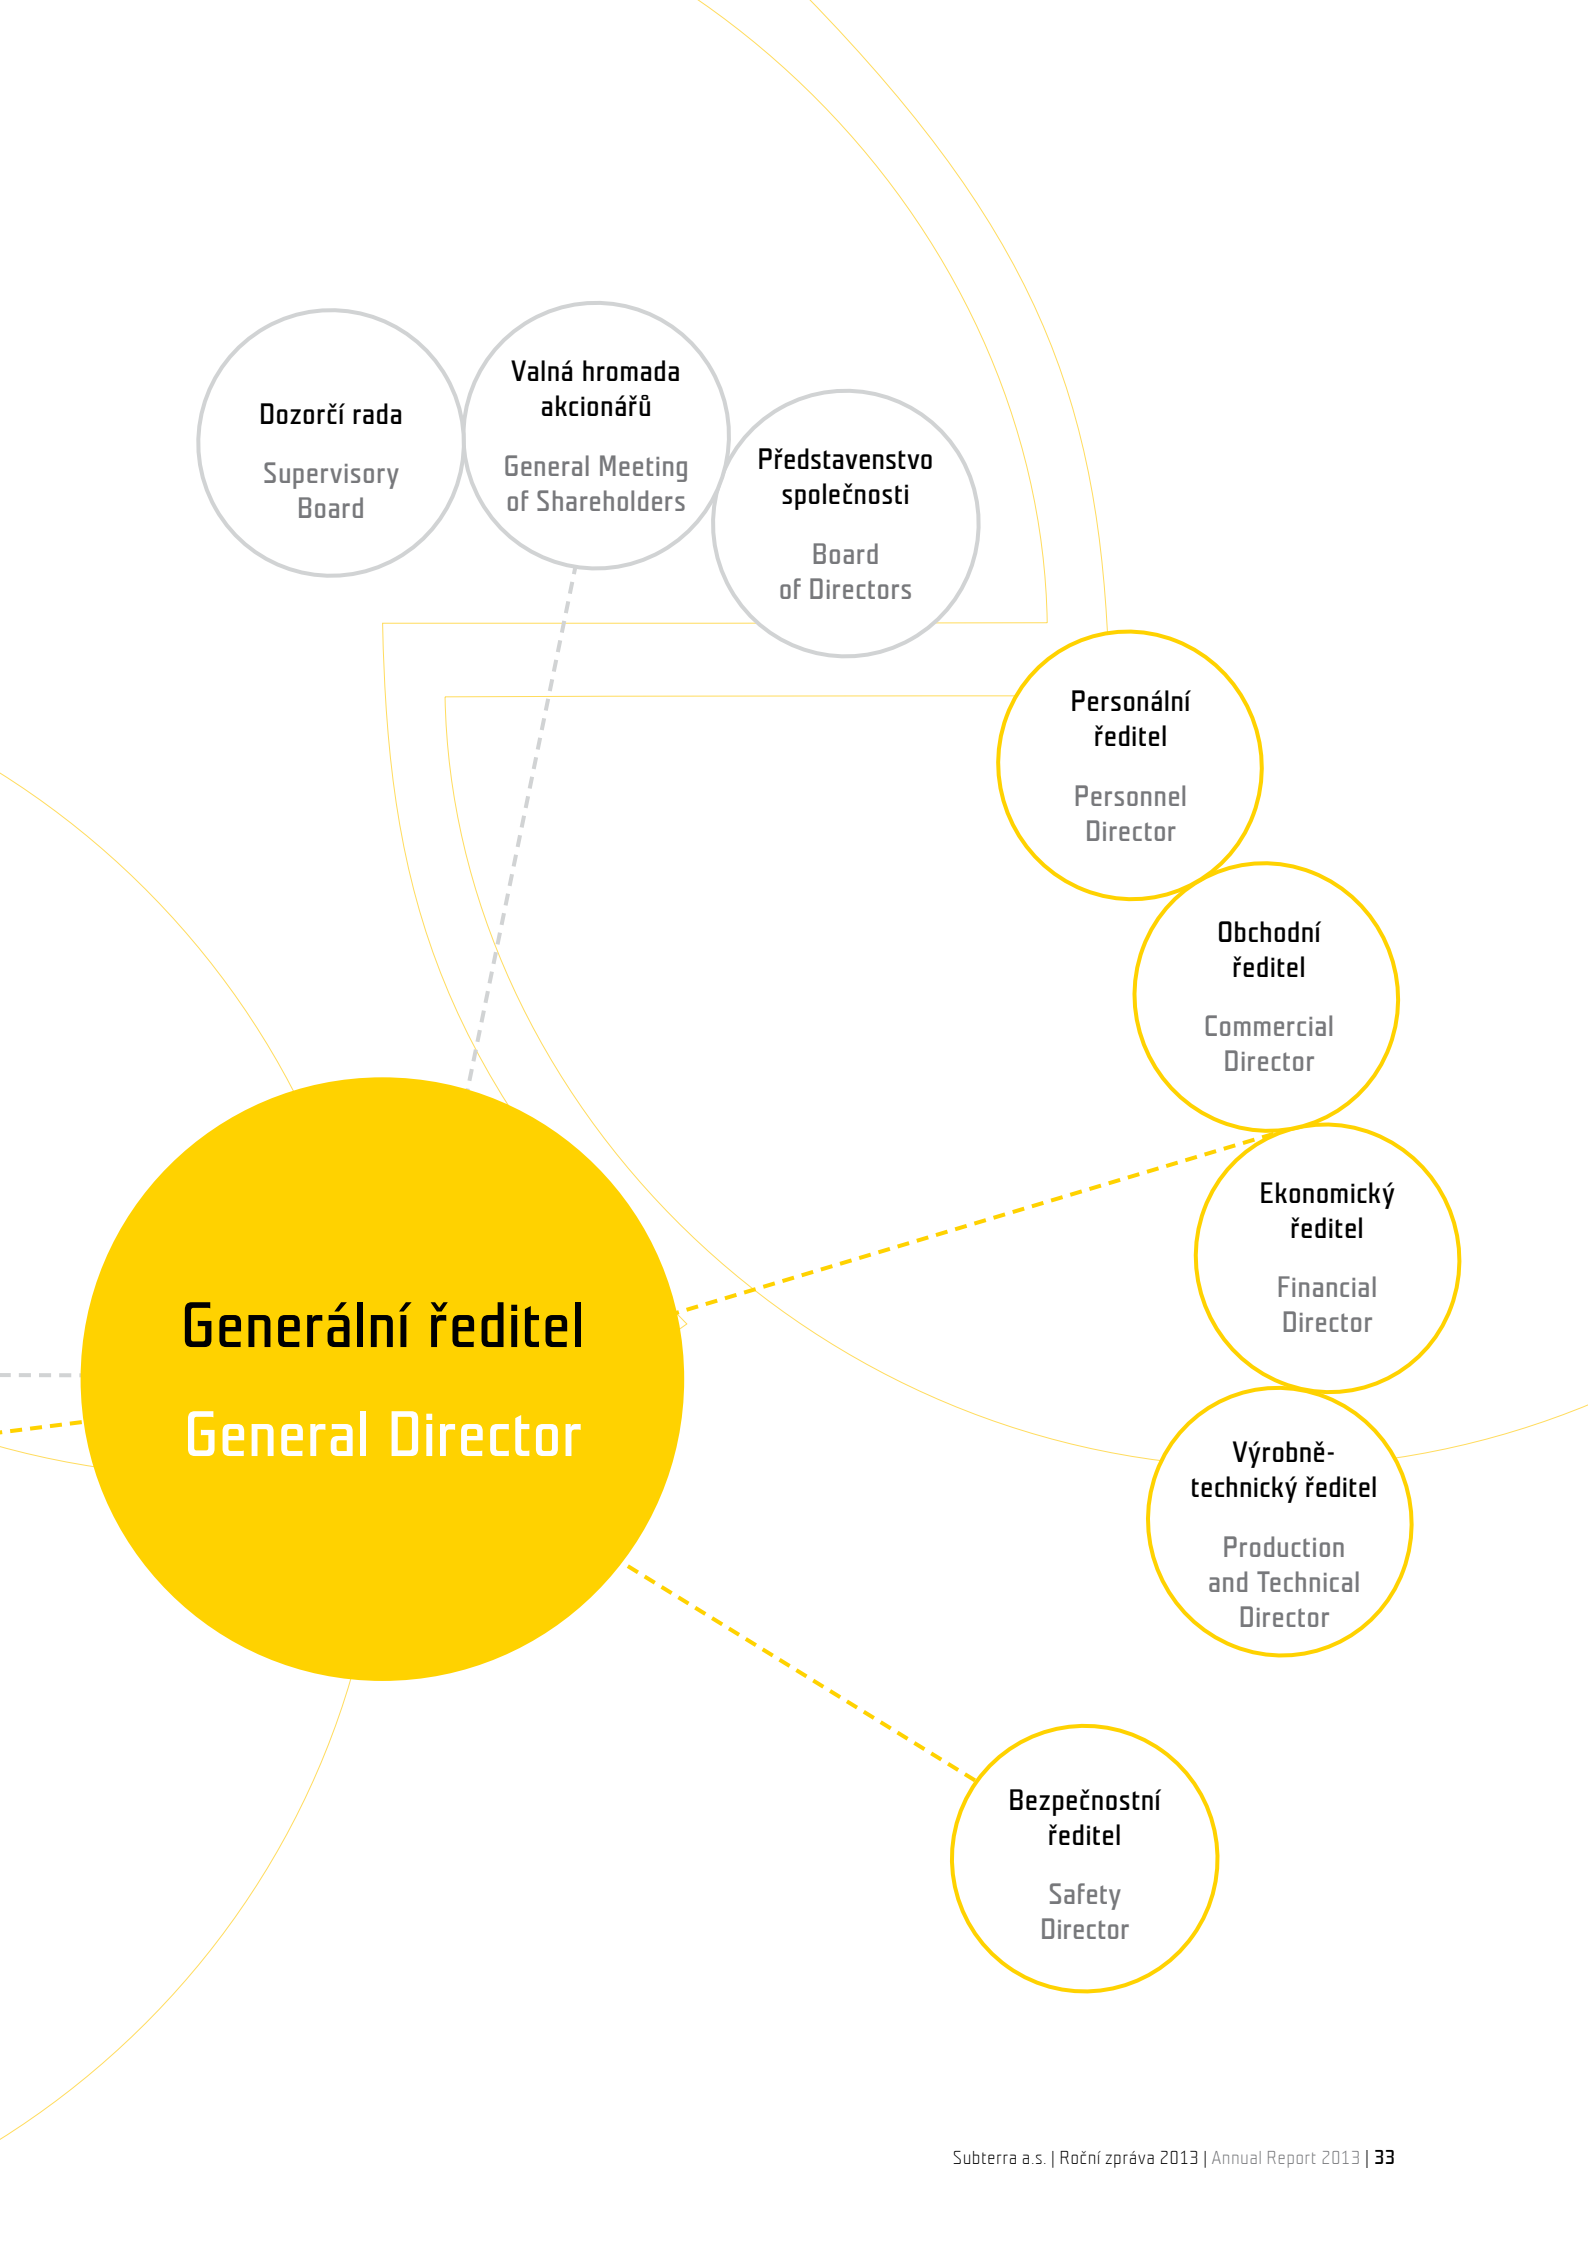 Dozorčí rada
Supervisory
Board
Valná hromada
akcionářů
General Meeting
of Shareholders
Představenstvo
společnosti
Board
of Directors
Personální
ředitel
Personnel
Director
Obchodní
ředitel
Commercial
Director
Ekonomický
ředitel
Financial
Director
Generální ředitel
General Director
Výrobně-
technický ředitel
Production
and Technical
Director
Bezpečnostní
ředitel
Safety
Director
Subterra a.s. | Roční zpráva 2013 | Annual Report 2013 | 33